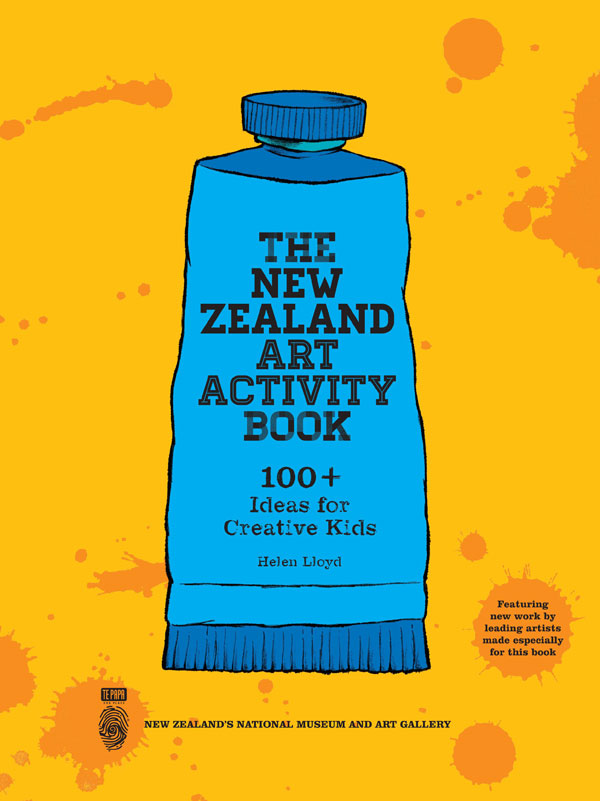 THE
NEW
ZEALAND
ART
ACTIVITY
BOOK
100+
Ideas for
Creative Kids
Helen Lloyd
Featuring
new work by
leading artists
made especially
for this book
TE PAPA
NEW ZEALAND'S NATIONAL MUSEUM AND ART GALLERY